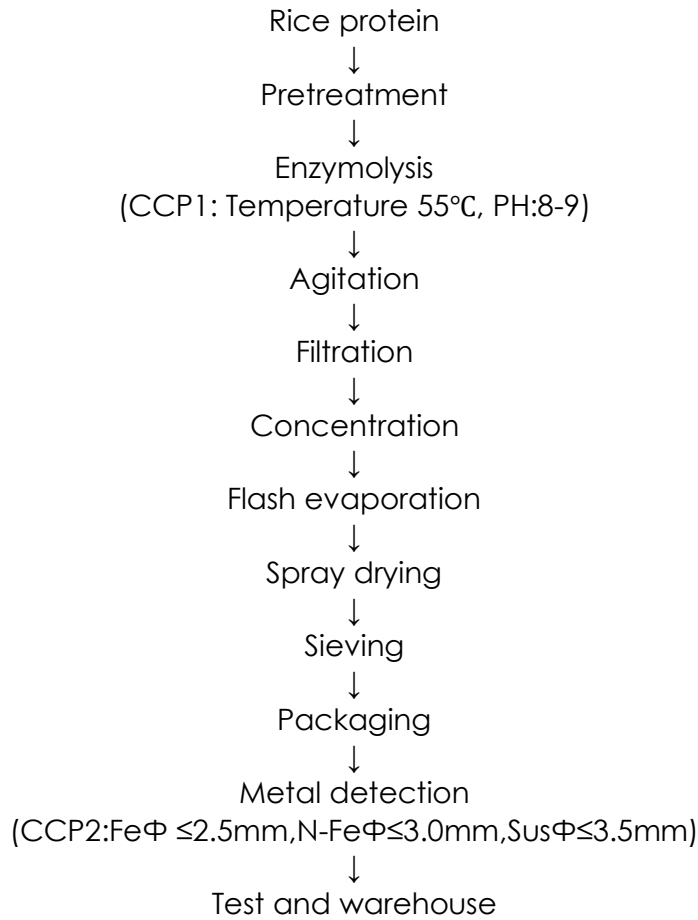 Rice protein
↓
Pretreatment
↓
Enzymolysis
(CCP1: Temperature 55℃, PH:8-9)
↓
Agitation
↓
Filtration
↓
Concentration
↓
Flash evaporation
↓
Spray drying
↓
Sieving
↓
Packaging
↓
Metal detection
(CCP2:FeΦ ≤2.5mm,N-FeΦ≤3.0mm,SusΦ≤3.5mm)
↓
Test and warehouse